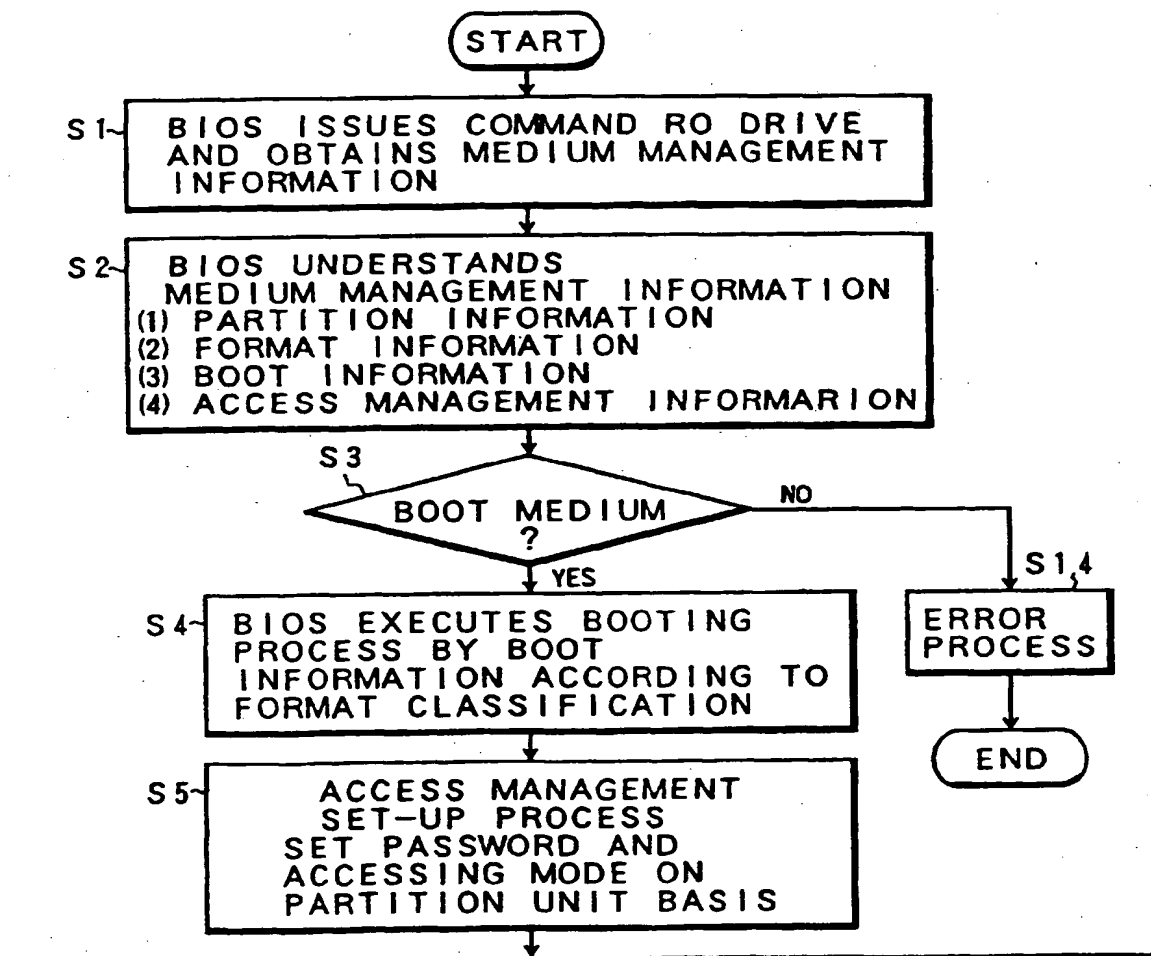 START
S1
BIOS ISSUES COMMAND RO DRIVE
AND OBTAINS MEDIUM MANAGEMENT
INFORMATION
S2
BIOS UNDERSTANDS
MEDIUM MANAGEMENT INFORMATION
(1) PARTITION INFORMATION
(2) FORMAT INFORMATION
(3) BOOT INFORMATION
(4) ACCESS MANAGEMENT INFORMARION
S3
BOOT MEDIUM
?
NO
YES
S14
ERROR
PROCESS
END
S4
BIOS EXECUTES BOOTING
PROCESS BY BOOT
INFORMATION ACCORDING TO
FORMAT CLASSIFICATION
S5
ACCESS MANAGEMENT
SET-UP PROCESS
SET PASSWORD AND
ACCESSING MODE ON
PARTITION UNIT BASIS